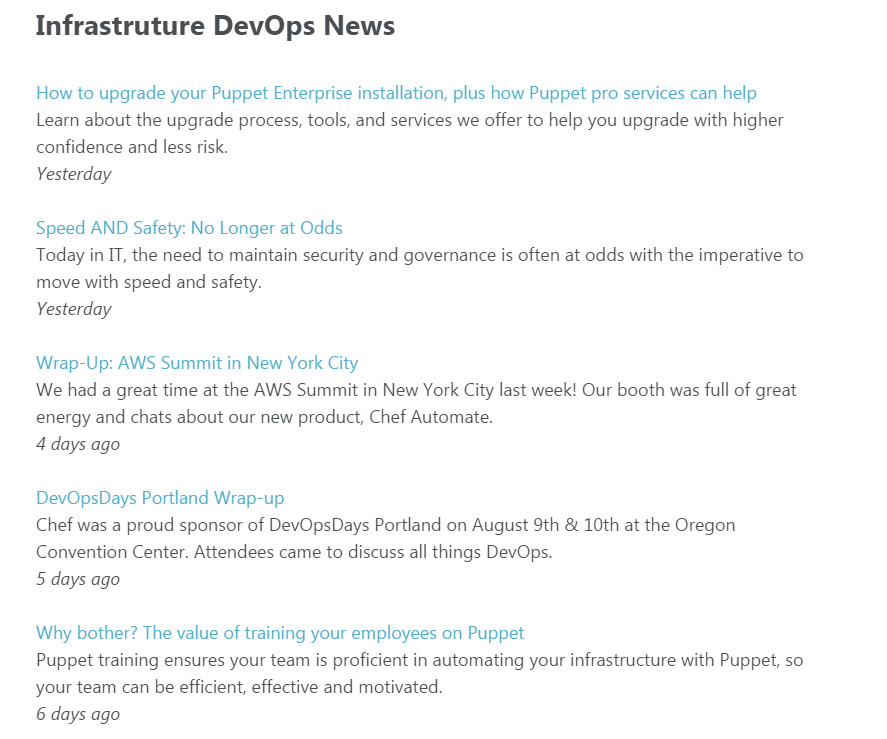 Infrastruture DevOps News
How to upgrade your Puppet Enterprise installation, plus how Puppet pro services can help
Learn about the upgrade process, tools, and services we offer to help you upgrade with higher
confidence and less risk.
Yesterday
Speed AND Safety: No Longer at Odds
Today in IT, the need to maintain security and governance is often at odds with the imperative to
move with speed and safety.
Yesterday
Wrap-Up: AWS Summit in New York City
We had a great time at the AWS Summit in New York City last week! Our booth was full of great
energy and chats about our new product, Chef Automate.
4 days ago
DevOpsDays Portland Wrap-up
Chef was a proud sponsor of DevOpsDays Portland on August 9th & 10th at the Oregon
Convention Center. Attendees came to discuss all things DevOps.
5 days ago
Why bother? The value of training your employees on Puppet
Puppet training ensures your team is proficient in automating your infrastructure with Puppet, so
your team can be efficient, effective and motivated.
6 days ago